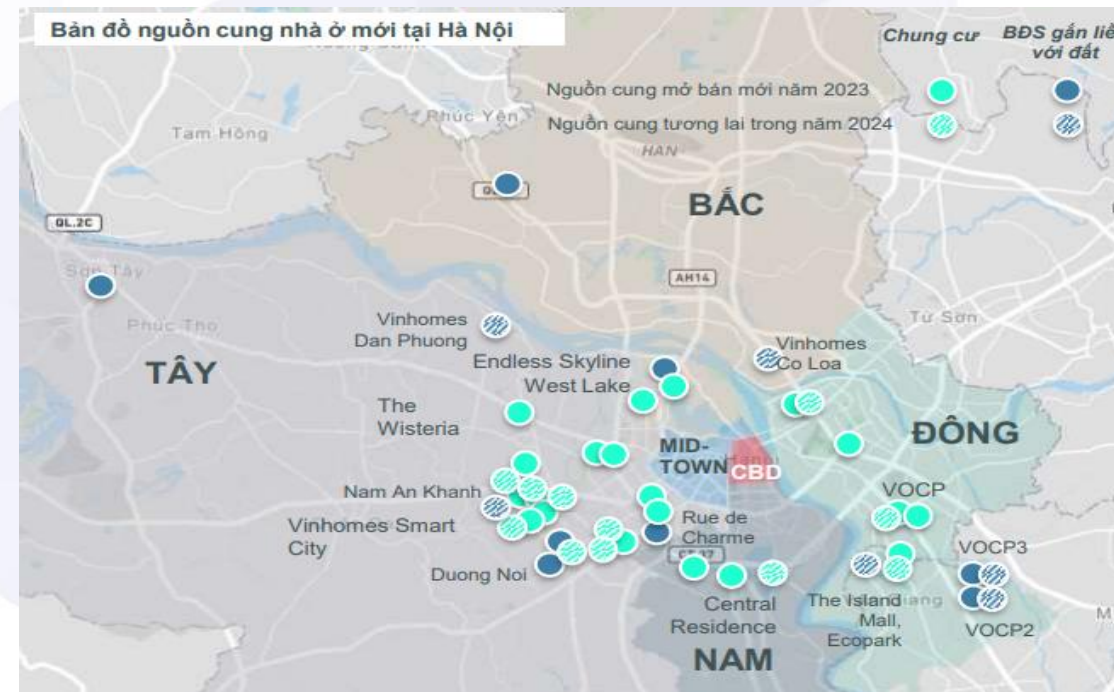 Bản đồ nguồn cung nhà ở mới tại Hà Nội
Chung cư
BĐS gắn liề
với đất
Nguồn cung mở bán mới năm 2023
Nguồn cung tương lai trong năm 2024
Phúc Yên
Tam Hồng
HAN
BẮC
QL.2C
AH14
Sơn Tây
Phúc Thọ
Từ Sơn
Vinhomes
Dan Phuong
Vinhomes
Co Loa
TÂY
Endless Skyline
West Lake
The
Wisteria
ĐÔNG
MID-
TOWN
CBD
Nam An Khanh
VOCP
Vinhomes Smart
City
Rue de
Charme
VOCP3
Duong Noi
Central
Residence
The Island
Mall,
Ecopark
Giang
VOCP2
NAM